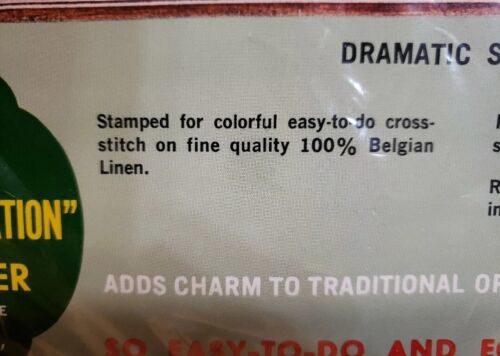 DRAMATIC S
Stamped for colorful easy-to-do cross-
stitch on fine quality 100% Belgian
Linen.
TION"
ER
E
ADDS CHARM TO TRADITIONAL OR
SO EASY-TO-DO AND E